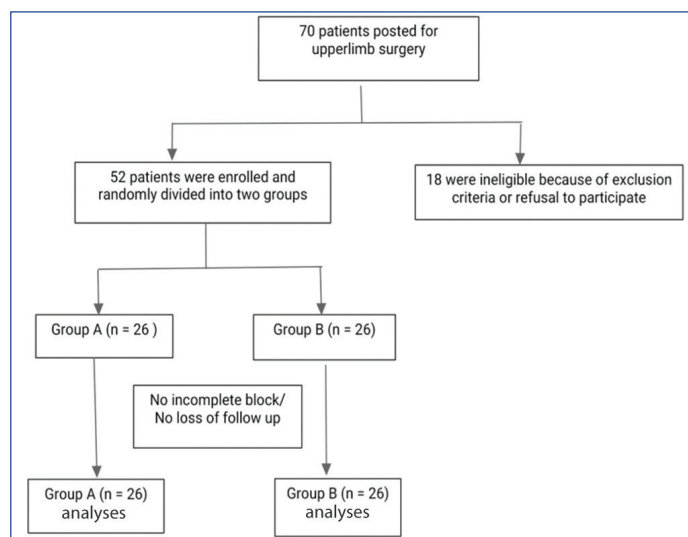 70 patients posted for
upperlimb surgery
52 patients were enrolled and
randomly divided into two groups
18 were ineligible because of exclusion
criteria or refusal to participate
Group A (n = 26 )
Group B (n = 26)
No incomplete block/
No loss of follow up
Group A (n = 26)
analyses
Group B (n = 26)
analyses